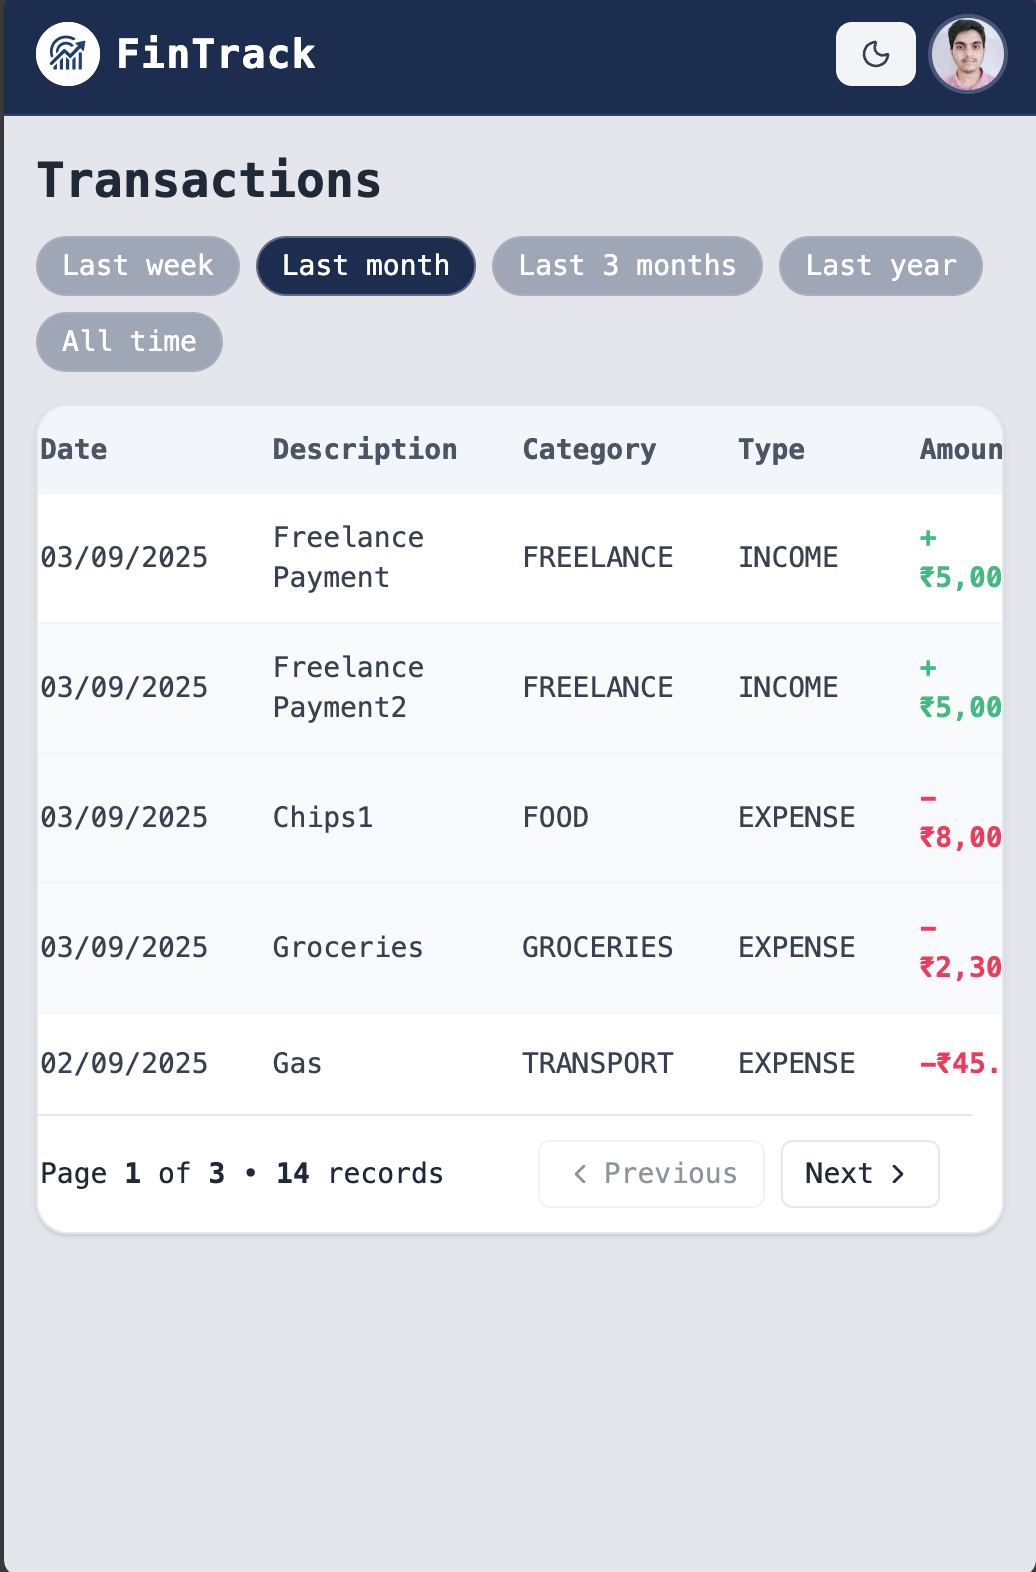 FinTrack
Transactions
Last week Last month Last 3 months Last year
All time
Date Description Category Type Amoun
03/09/2025 Freelance Payment FREELANCE INCOME + ₹5,00
03/09/2025 Freelance Payment2 FREELANCE INCOME + ₹5,00
03/09/2025 Chips1 FOOD EXPENSE − ₹8,00
03/09/2025 Groceries GROCERIES EXPENSE − ₹2,30
02/09/2025 Gas TRANSPORT EXPENSE −₹45.
Page 1 of 3 • 14 records Previous Next